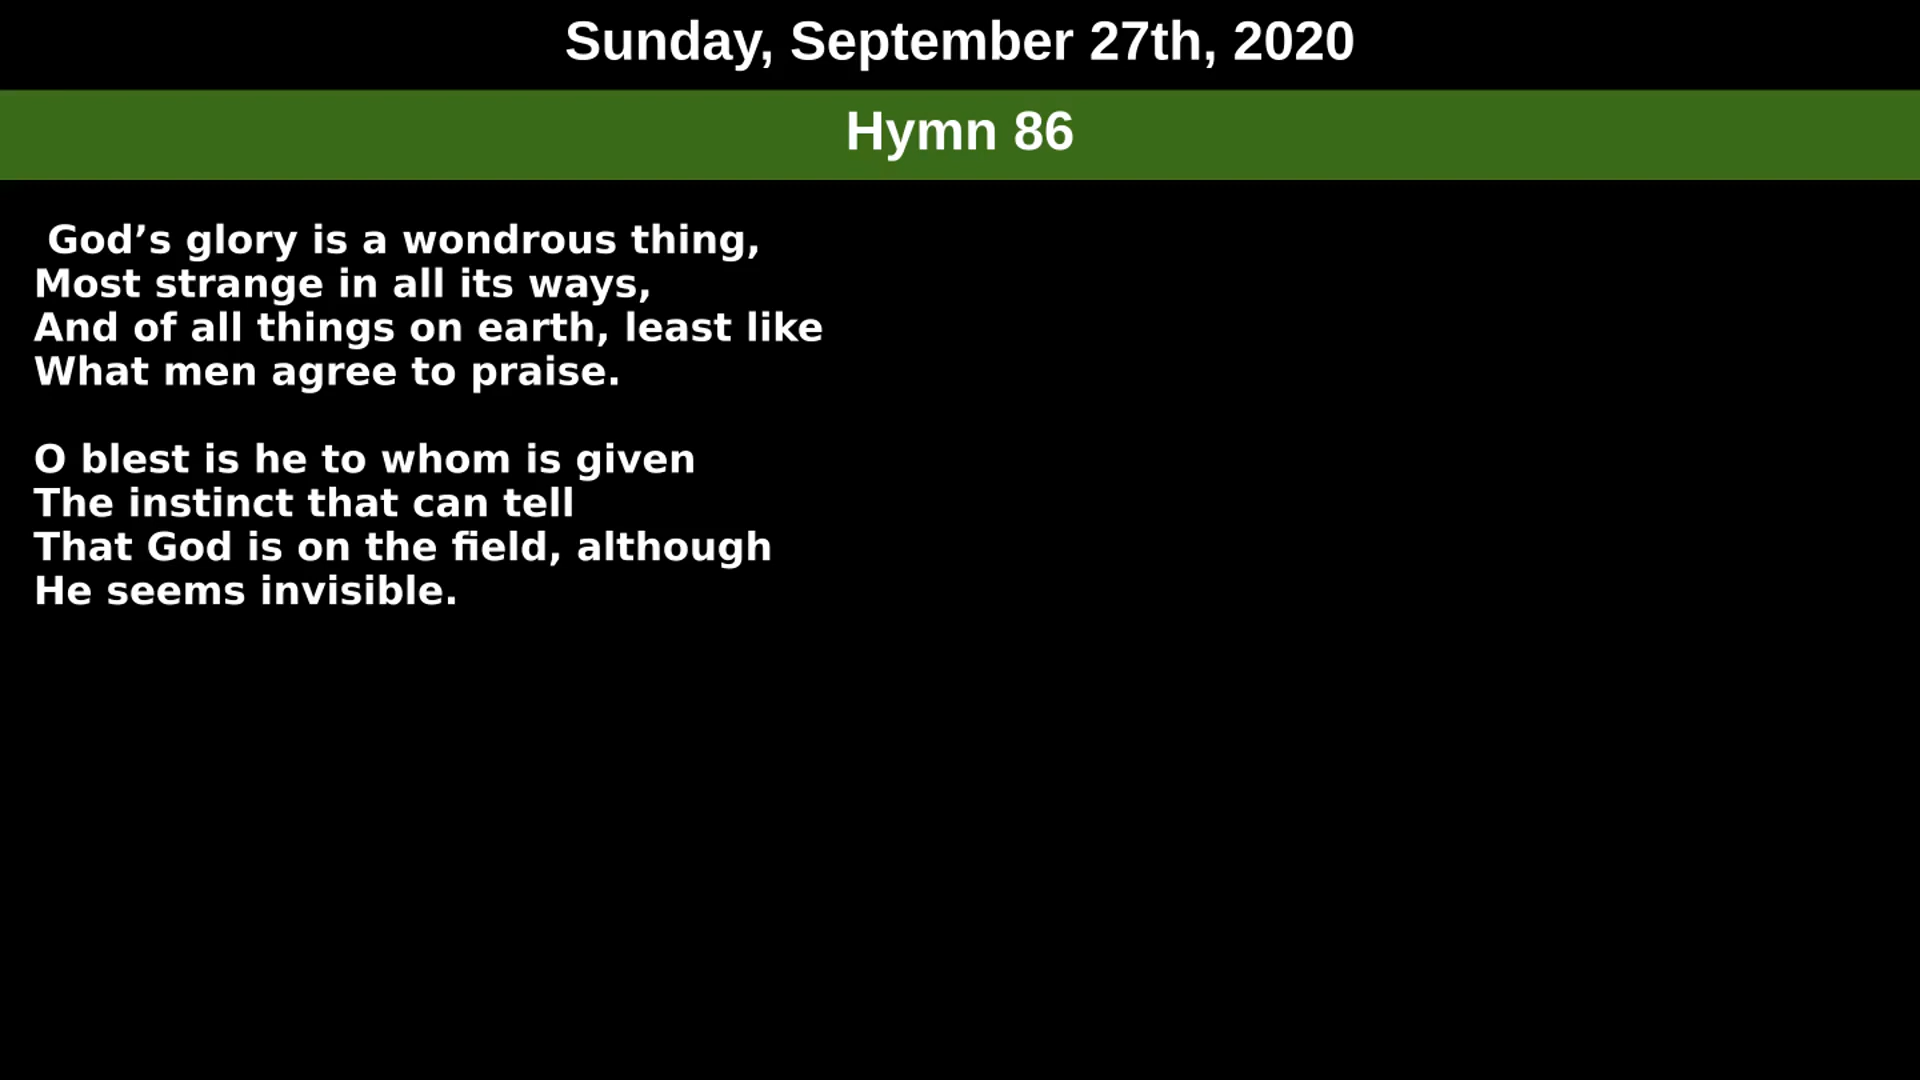 Sunday, September 27th, 2020
Hymn 86
God’s glory is a wondrous thing,
Most strange in all its ways,
And of all things on earth, least like
What men agree to praise.
O blest is he to whom is given
The instinct that can tell
That God is on the field, although
He seems invisible.